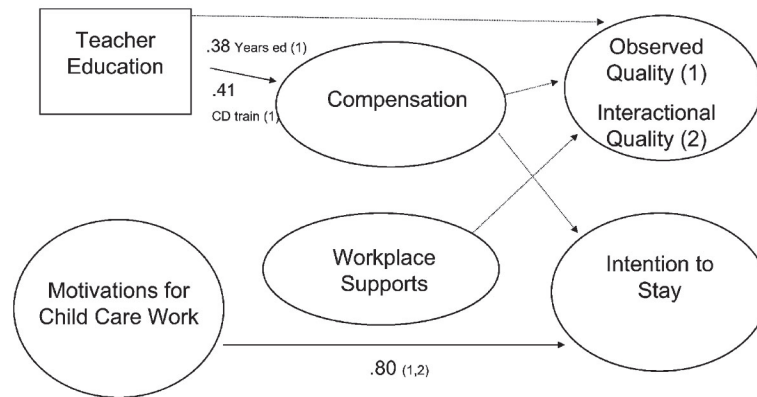 Teacher
Education
.38 Years ed (1)
.41
CD train (1)
Compensation
Observed
Quality (1)
Interactional
Quality (2)
Workplace
Supports
Motivations for
Child Care Work
Intention to
Stay
.80 (1,2)